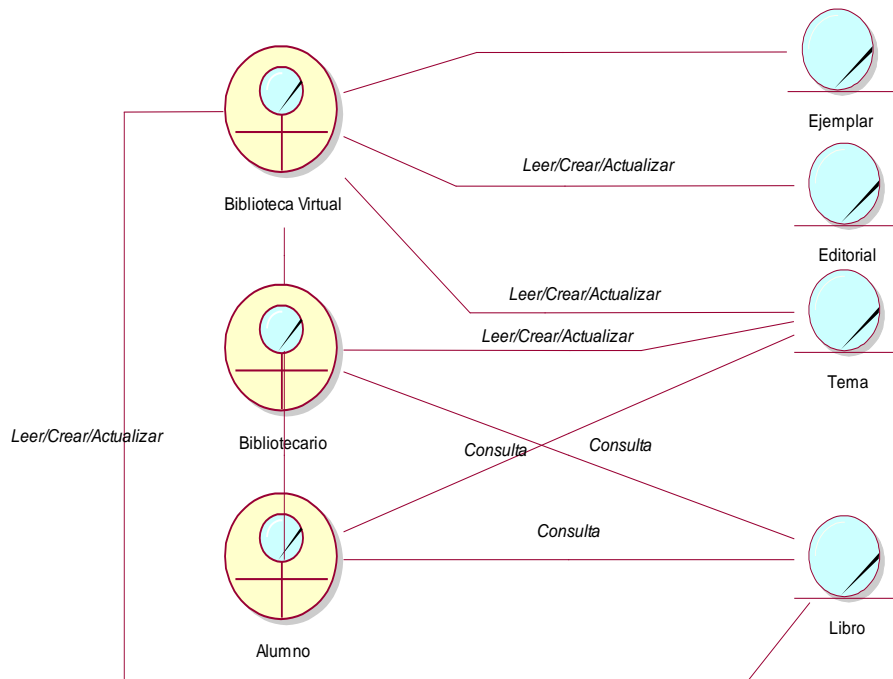 Ejemplar
Leer/Crear/Actualizar
Biblioteca Virtual
Editorial
Leer/Crear/Actualizar
Leer/Crear/Actualizar
Tema
Leer/Crear/Actualizar
Bibliotecario
Consulta
Consulta
Consulta
Alumno
Libro